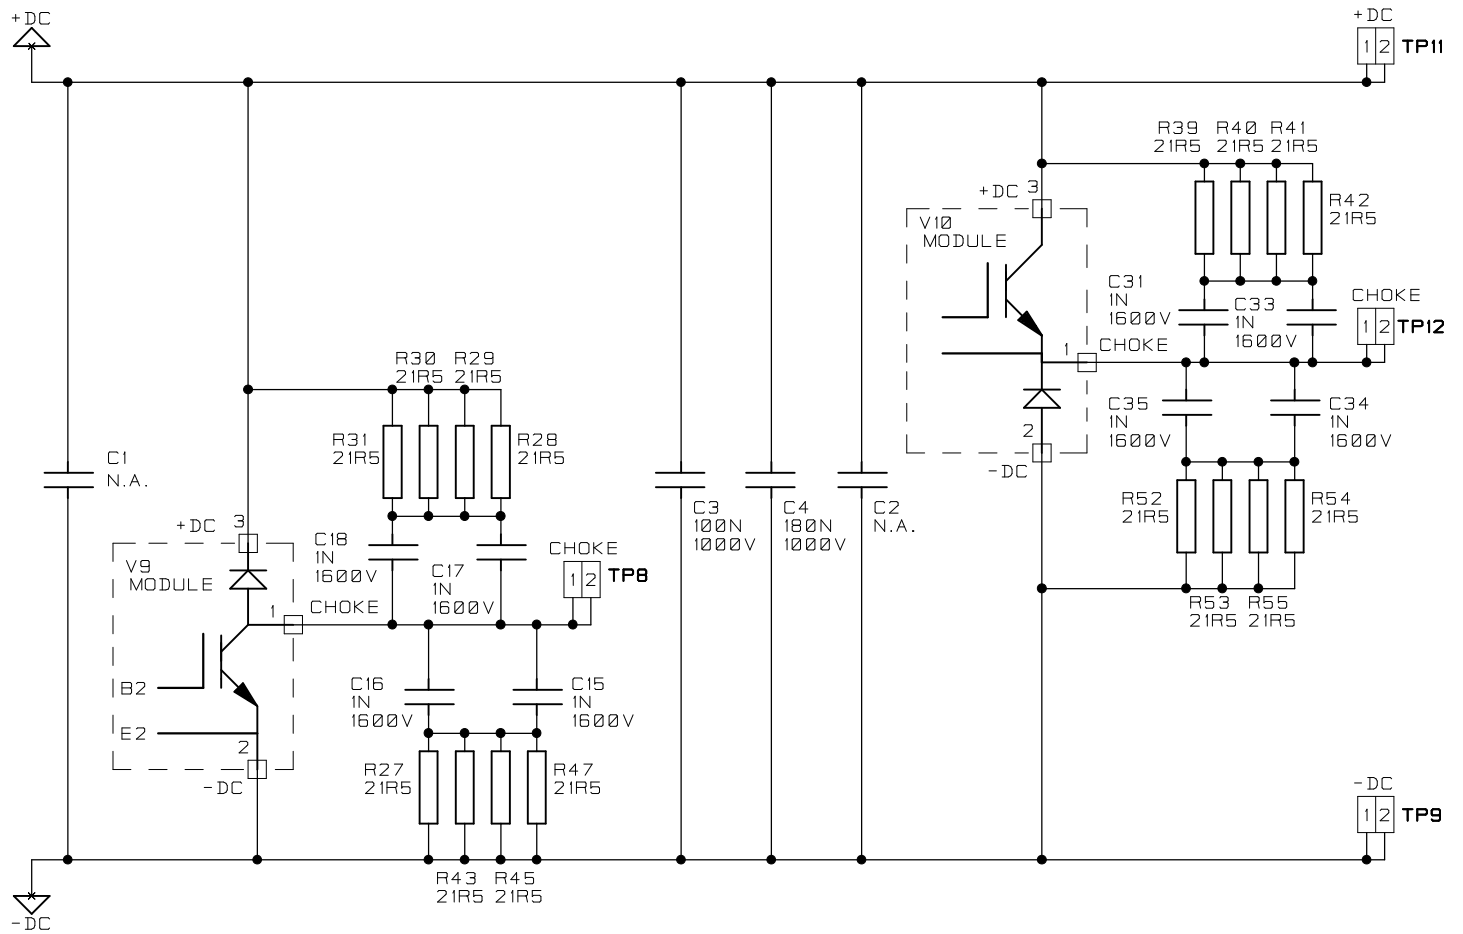 +DC
+DC
1 2 TP11
R39 R40 R41
21R5 21R5 21R5
+DC 3
V10
MODULE
R42
21R5
C31
1N
1600V
C33
1N
1600V
CHOKE
1 2 TP12
1 CHOKE
R30 R29
21R5 21R5
C35
1N
1600V
C34
1N
1600V
R31
21R5
R28
21R5
2
-DC
C1
N.A.
R52
21R5
R54
21R5
C3
100N
1000V
C4
180N
1000V
C2
N.A.
+DC 3
C18
1N
1600V
C17
1N
1600V
CHOKE
1 2 TP8
V9
MODULE
1 CHOKE
R53 R55
21R5 21R5
B2
E2
2
-DC
C16
1N
1600V
C15
1N
1600V
R27
21R5
R47
21R5
-DC
1 2 TP9
R43 R45
21R5 21R5
-DC